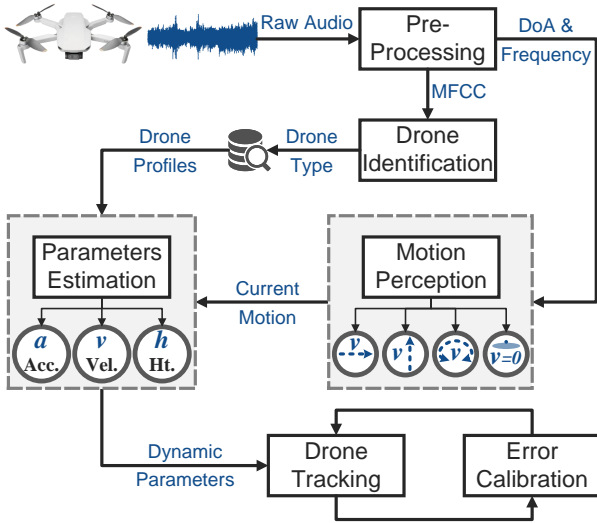 Raw Audio
Pre-
Processing
DoA &
Frequency
MFCC
Drone
Profiles
Drone
Type
Drone
Identification
Parameters
Estimation
a
Acc.
v
Vel.
h
Ht.
Current
Motion
Motion
Perception
v
v
v
v=0
Dynamic
Parameters
Drone
Tracking
Error
Calibration